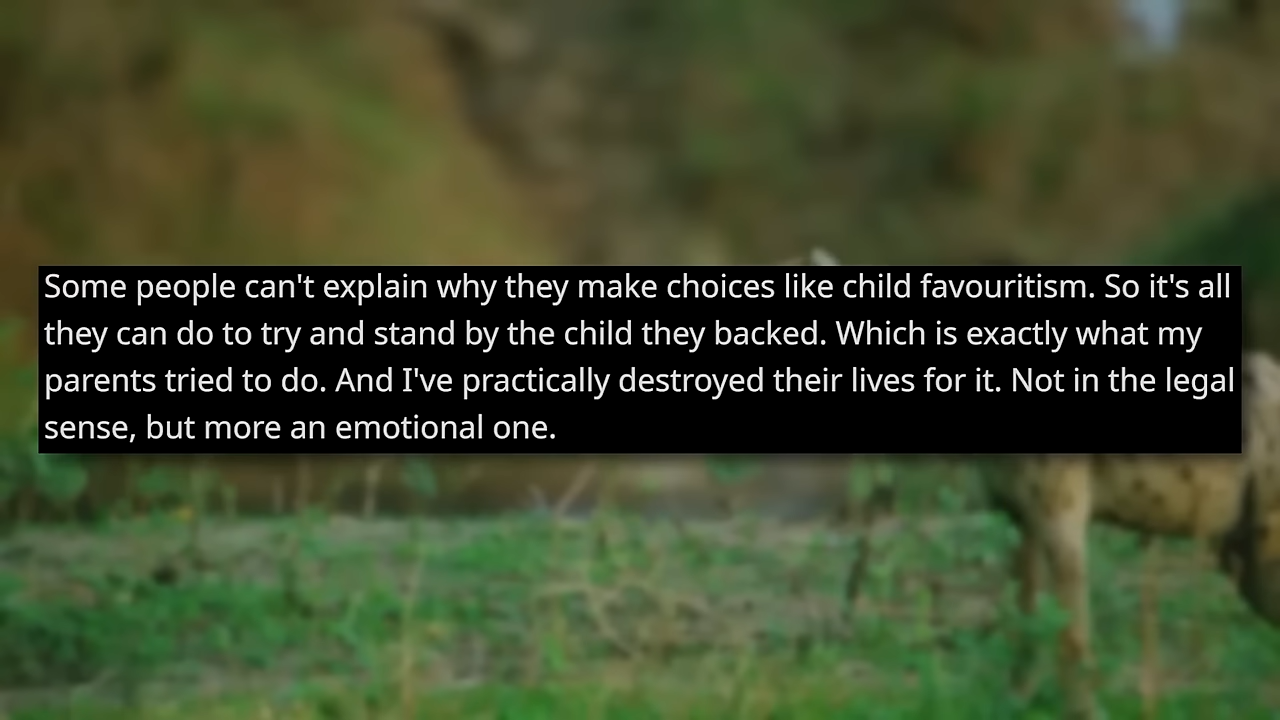 Some people can't explain why they make choices like child favouritism. So it's all
they can do to try and stand by the child they backed. Which is exactly what my
parents tried to do. And I've practically destroyed their lives for it. Not in the legal
sense, but more an emotional one.